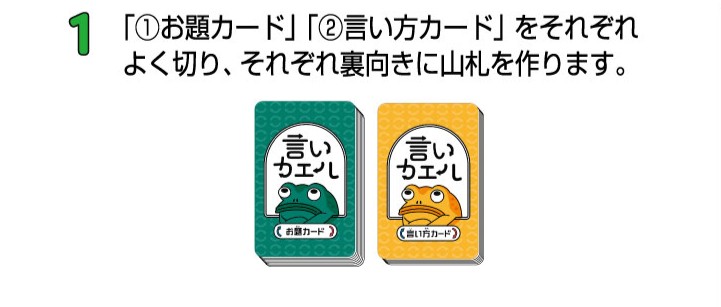 1 「①お題カード」「②言い方カード」をそれぞれ
よく切り、それぞれ裏向きに山札を作ります。
言い
カエル
お題カード
言い
カエル
言い方カード